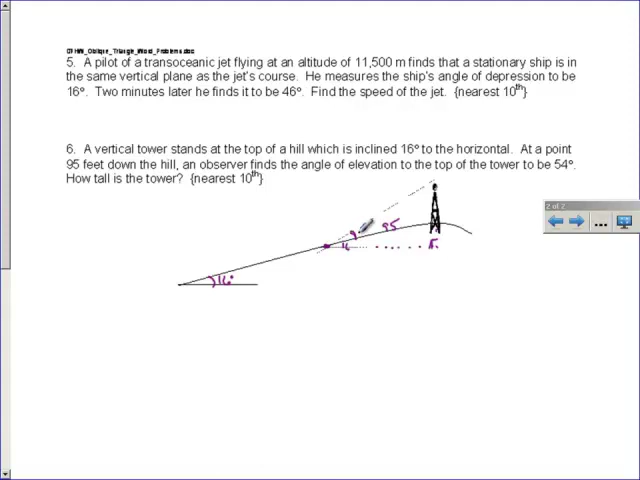 OTHW_Oblique_Triangle_Word_Problems.doc
5. A pilot of a transoceanic jet flying at an altitude of 11,500 m finds that a stationary ship is in
the same vertical plane as the jet's course. He measures the ship's angle of depression to be
16°. Two minutes later he finds it to be 46°. Find the speed of the jet. {nearest 10th}
6. A vertical tower stands at the top of a hill which is inclined 16° to the horizontal. At a point
95 feet down the hill, an observer finds the angle of elevation to the top of the tower to be 54°.
How tall is the tower? {nearest 10th}
2 of 2
95
16
16°